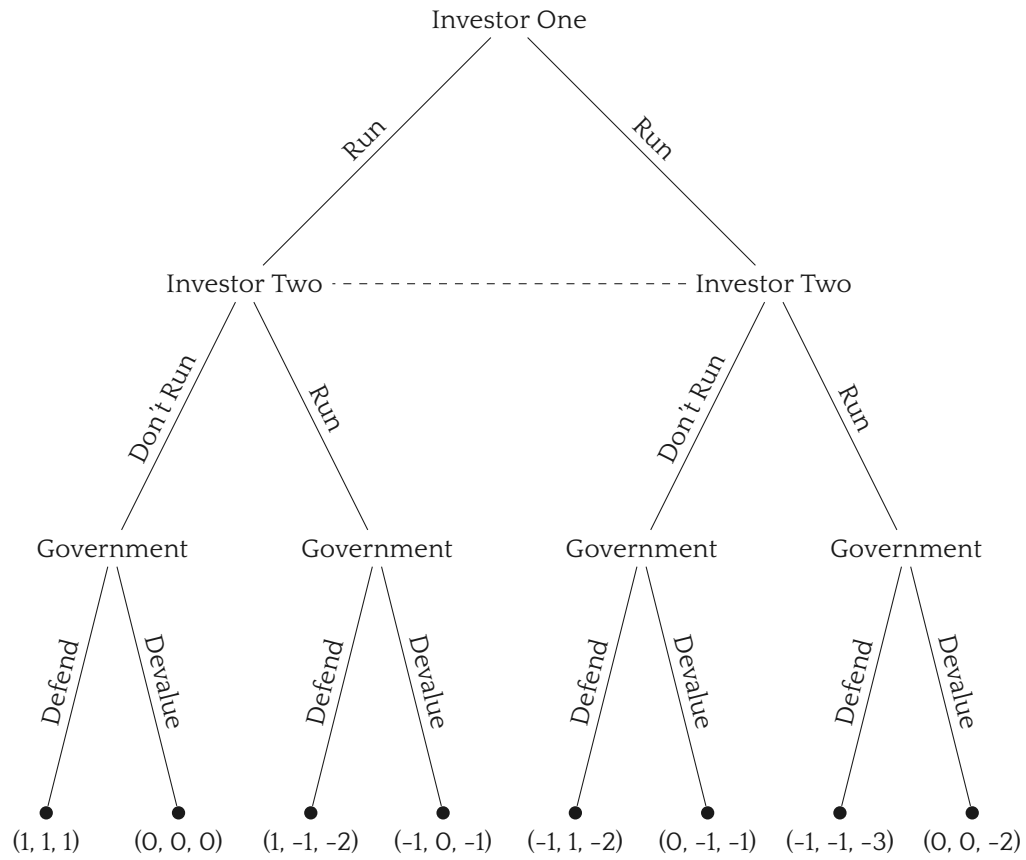 Investor One
Run
Run
Investor Two
Investor Two
Don't Run
Run
Don't Run
Run
Government
Government
Government
Government
Defend
Devalue
Defend
Devalue
Defend
Devalue
Defend
Devalue
(1, 1, 1)
(0, 0, 0)
(1, -1, -2)
(-1, 0, -1)
(-1, 1, -2)
(0, -1, -1)
(-1, -1, -3)
(0, 0, -2)